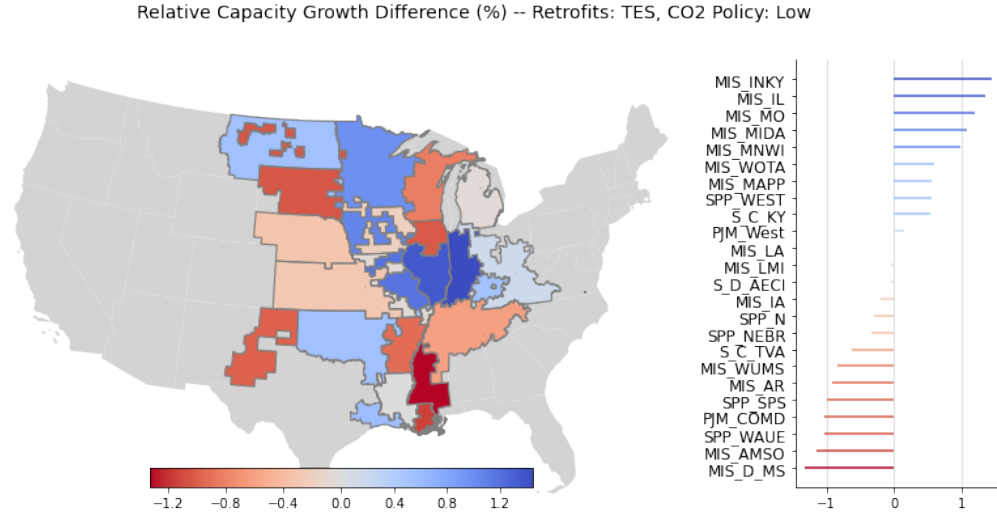 Relative Capacity Growth Difference (%) -- Retrofits: TES, CO2 Policy: Low
MIS_INKY
MIS_IL
MIS_MO
MIS_MIDA
MIS_MNWI
MIS_WOTA
MIS_MAPP
SPP_WEST
S_C_KY
PJM_West
MIS_LA
MIS_LMI
S_D_AECI
MIS_IA
SPP_N
SPP_NEBR
S_C_TVA
MIS_WUMS
MIS_AR
SPP_SPS
PJM_COMD
SPP_WAUE
MIS_AMSO
MIS_D_MS
−1.2 −0.8 −0.4 0.0 0.4 0.8 1.2
−1 0 1